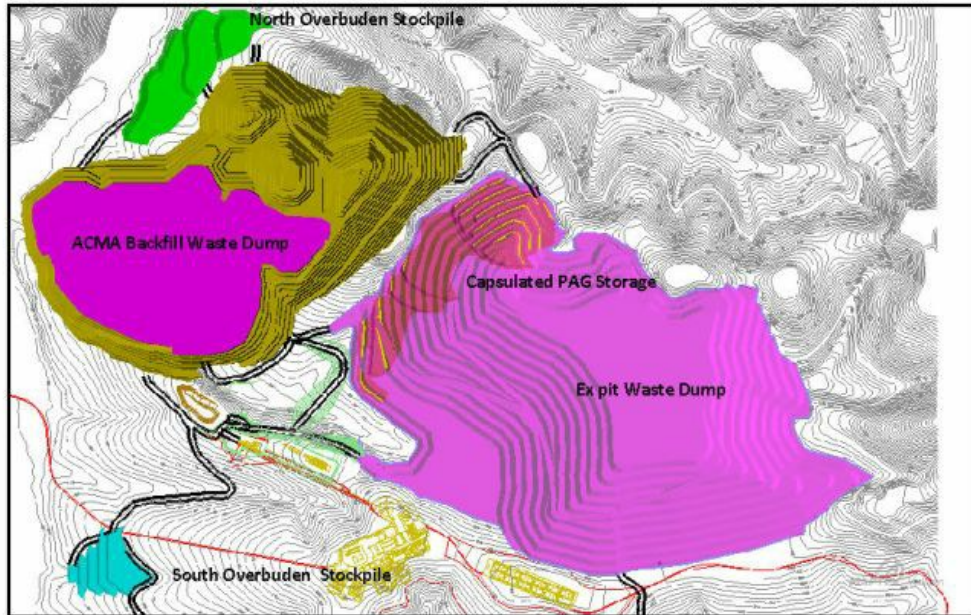 North Overbuden Stockpile
ACMA Backfill Waste Dump
Capsulated PAG Storage
Ex pit Waste Dump
South Overbuden Stockpile